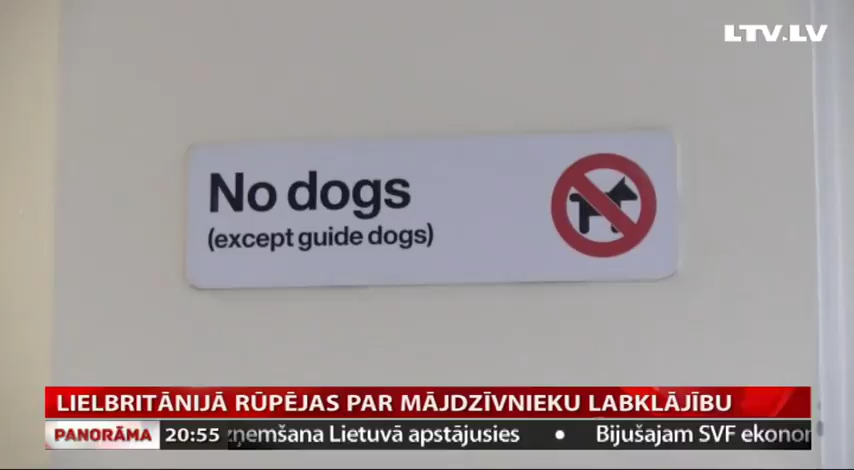 LTV.LV
No dogs
(except guide dogs)
LIELBRITĀNIJĀ RŪPĒJAS PAR MĀJDZĪVNIEKU LABKLĀJĪBU
PANORĀMA 20:55 apstājusies • Bijušajam SVF